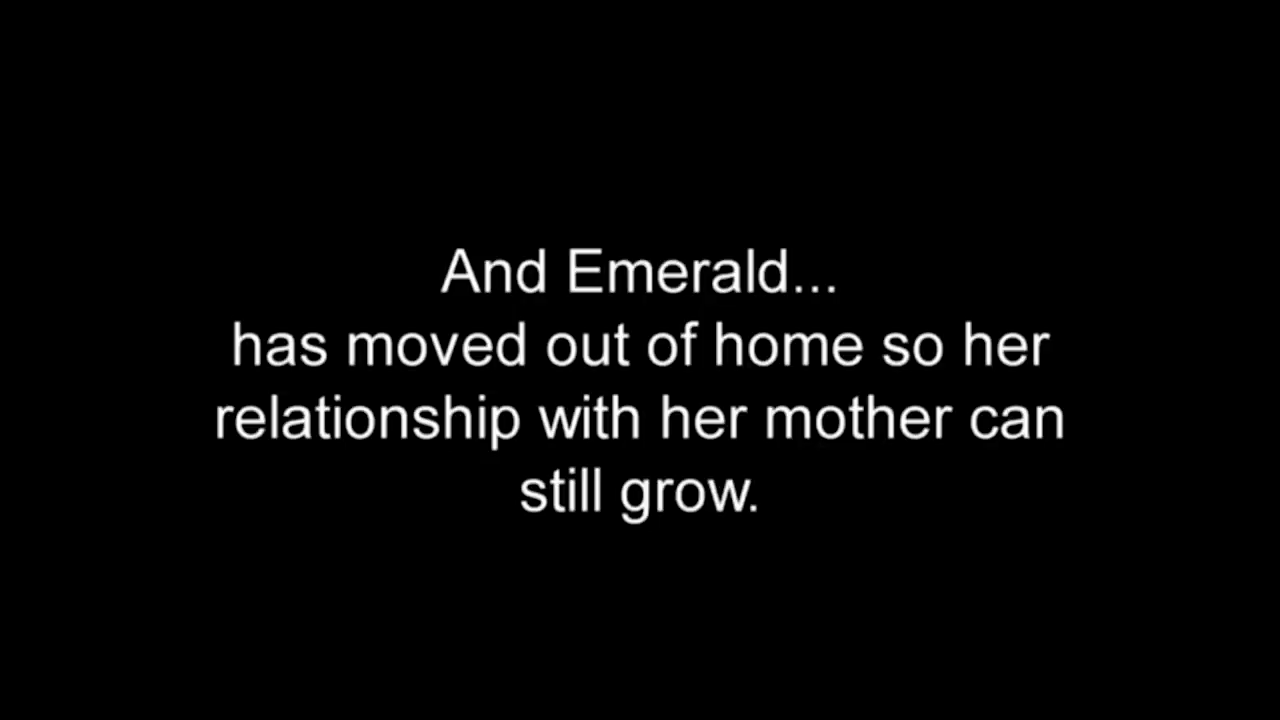 And Emerald...
has moved out of home so her
relationship with her mother can
still grow.